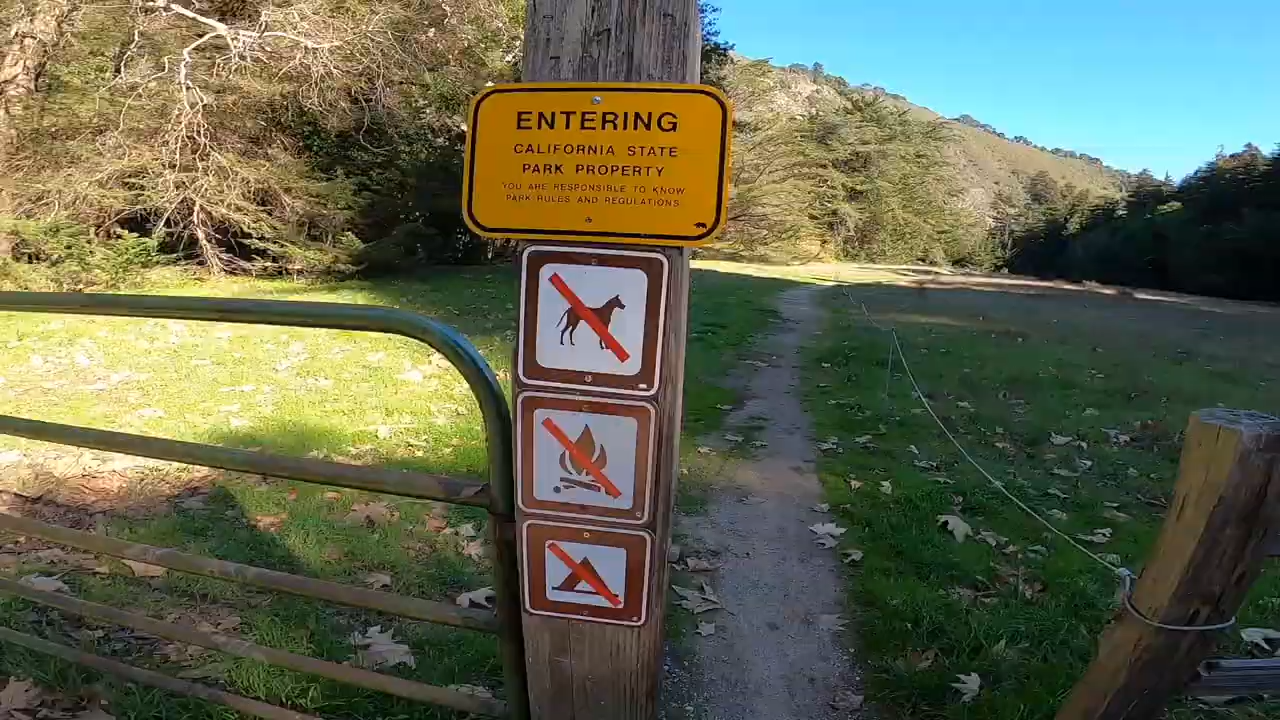 ENTERING
CALIFORNIA STATE
PARK PROPERTY
YOU ARE RESPONSIBLE TO KNOW
PARK RULES AND REGULATIONS